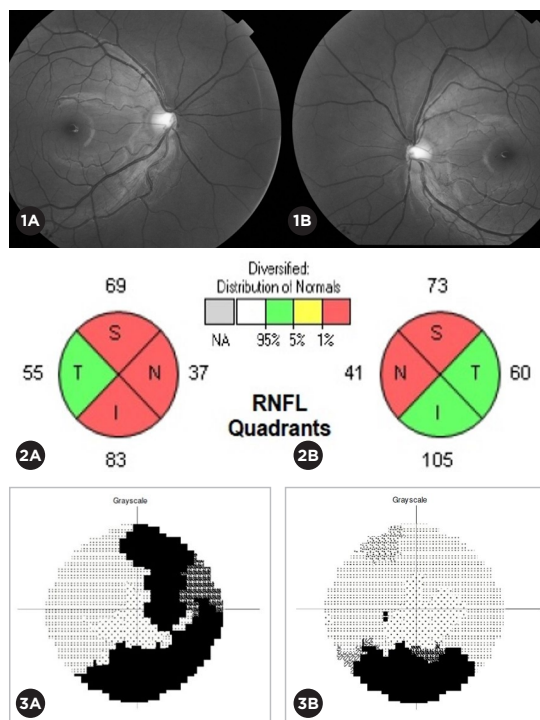 1A
1B
Diversified:
Distribution of Normals
NA 95% 5% 1%
69
S
55 T N 37
I
83
2A
RNFL
Quadrants
73
S
41 N T 60
I
105
2B
Grayscale
3A
Grayscale
3B